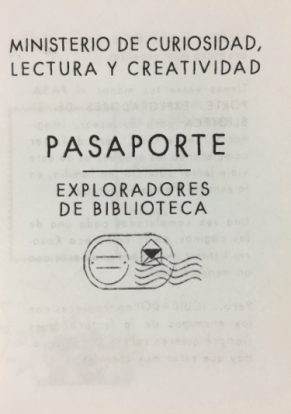 MINISTERIO DE CURIOSIDAD,
LECTURA Y CREATIVIDAD
PASAPORTE
EXPLORADORES
DE BIBLIOTECA